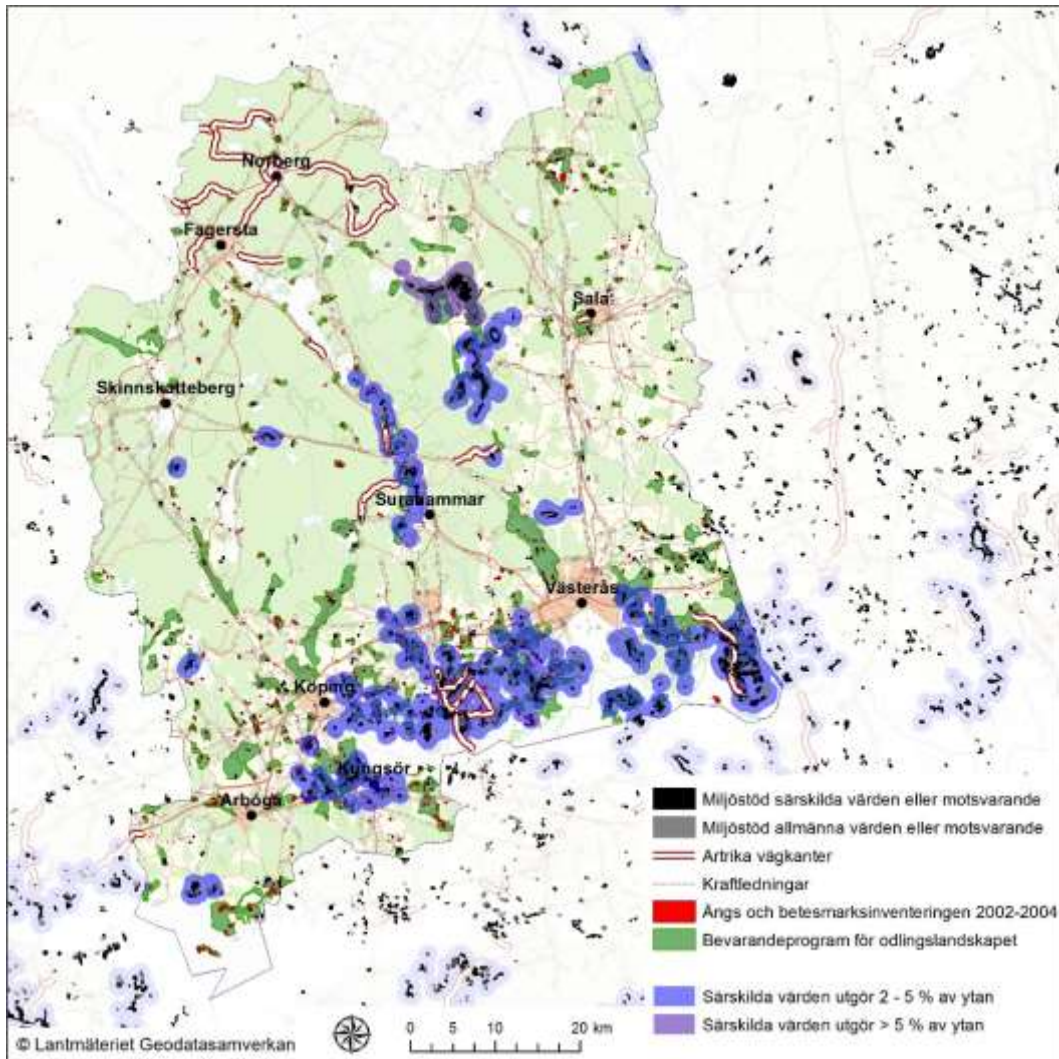 Norberg
Fagersta
Sala
Skinnskatteberg
Surahammar
Västerås
Köping
Kungsör
Arboga
Miljöstöd särskilda värden eller motsvarande
Miljöstöd allmänna värden eller motsvarande
Artrika vägkanter
Kraftledningar
Ängs och betesmarksinventeringen 2002-2004
Bevarandeprogram för odlingslandskapet
Särskilda värden utgör 2 - 5 % av ytan
Särskilda värden utgör > 5 % av ytan
© Lantmäteriet Geodatasamverkan
0 5 10 20 km